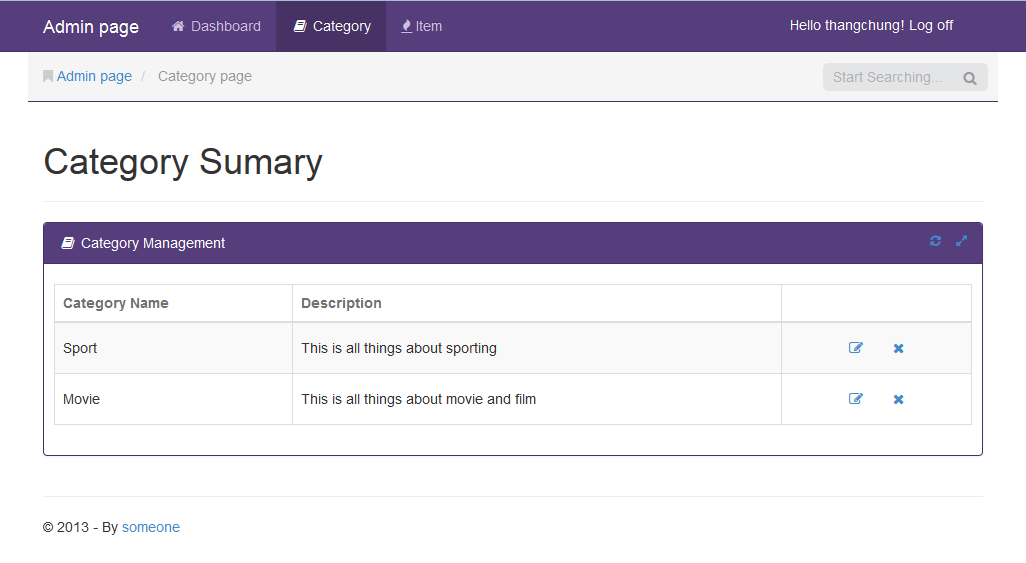 Admin page Dashboard Category Item Hello thangchung! Log off
Admin page / Category page Start Searching...
Category Sumary
Category Management
Category Name Description
Sport This is all things about sporting
Movie This is all things about movie and film
© 2013 - By someone